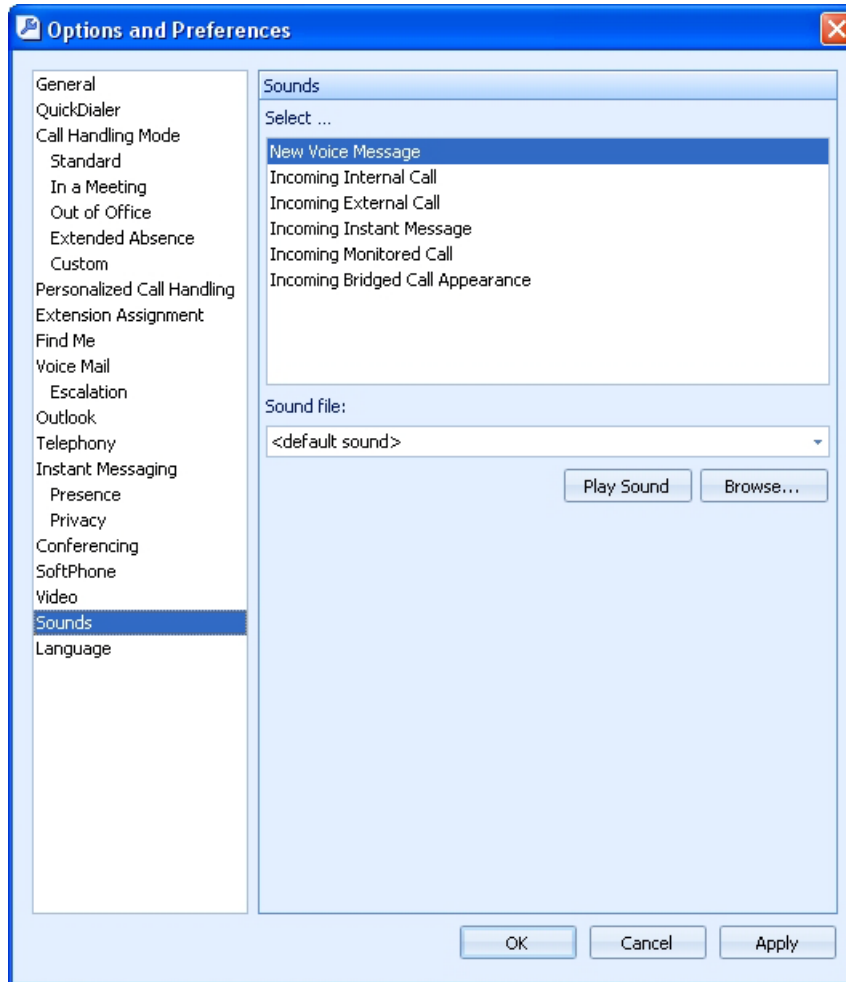 Options and Preferences
General
QuickDialer
Call Handling Mode
Standard
In a Meeting
Out of Office
Extended Absence
Custom
Personalized Call Handling
Extension Assignment
Find Me
Voice Mail
Escalation
Outlook
Telephony
Instant Messaging
Presence
Privacy
Conferencing
SoftPhone
Video
Sounds
Language
Sounds
Select ...
New Voice Message
Incoming Internal Call
Incoming External Call
Incoming Instant Message
Incoming Monitored Call
Incoming Bridged Call Appearance
Sound file:
<default sound>
Play Sound
Browse...
OK
Cancel
Apply